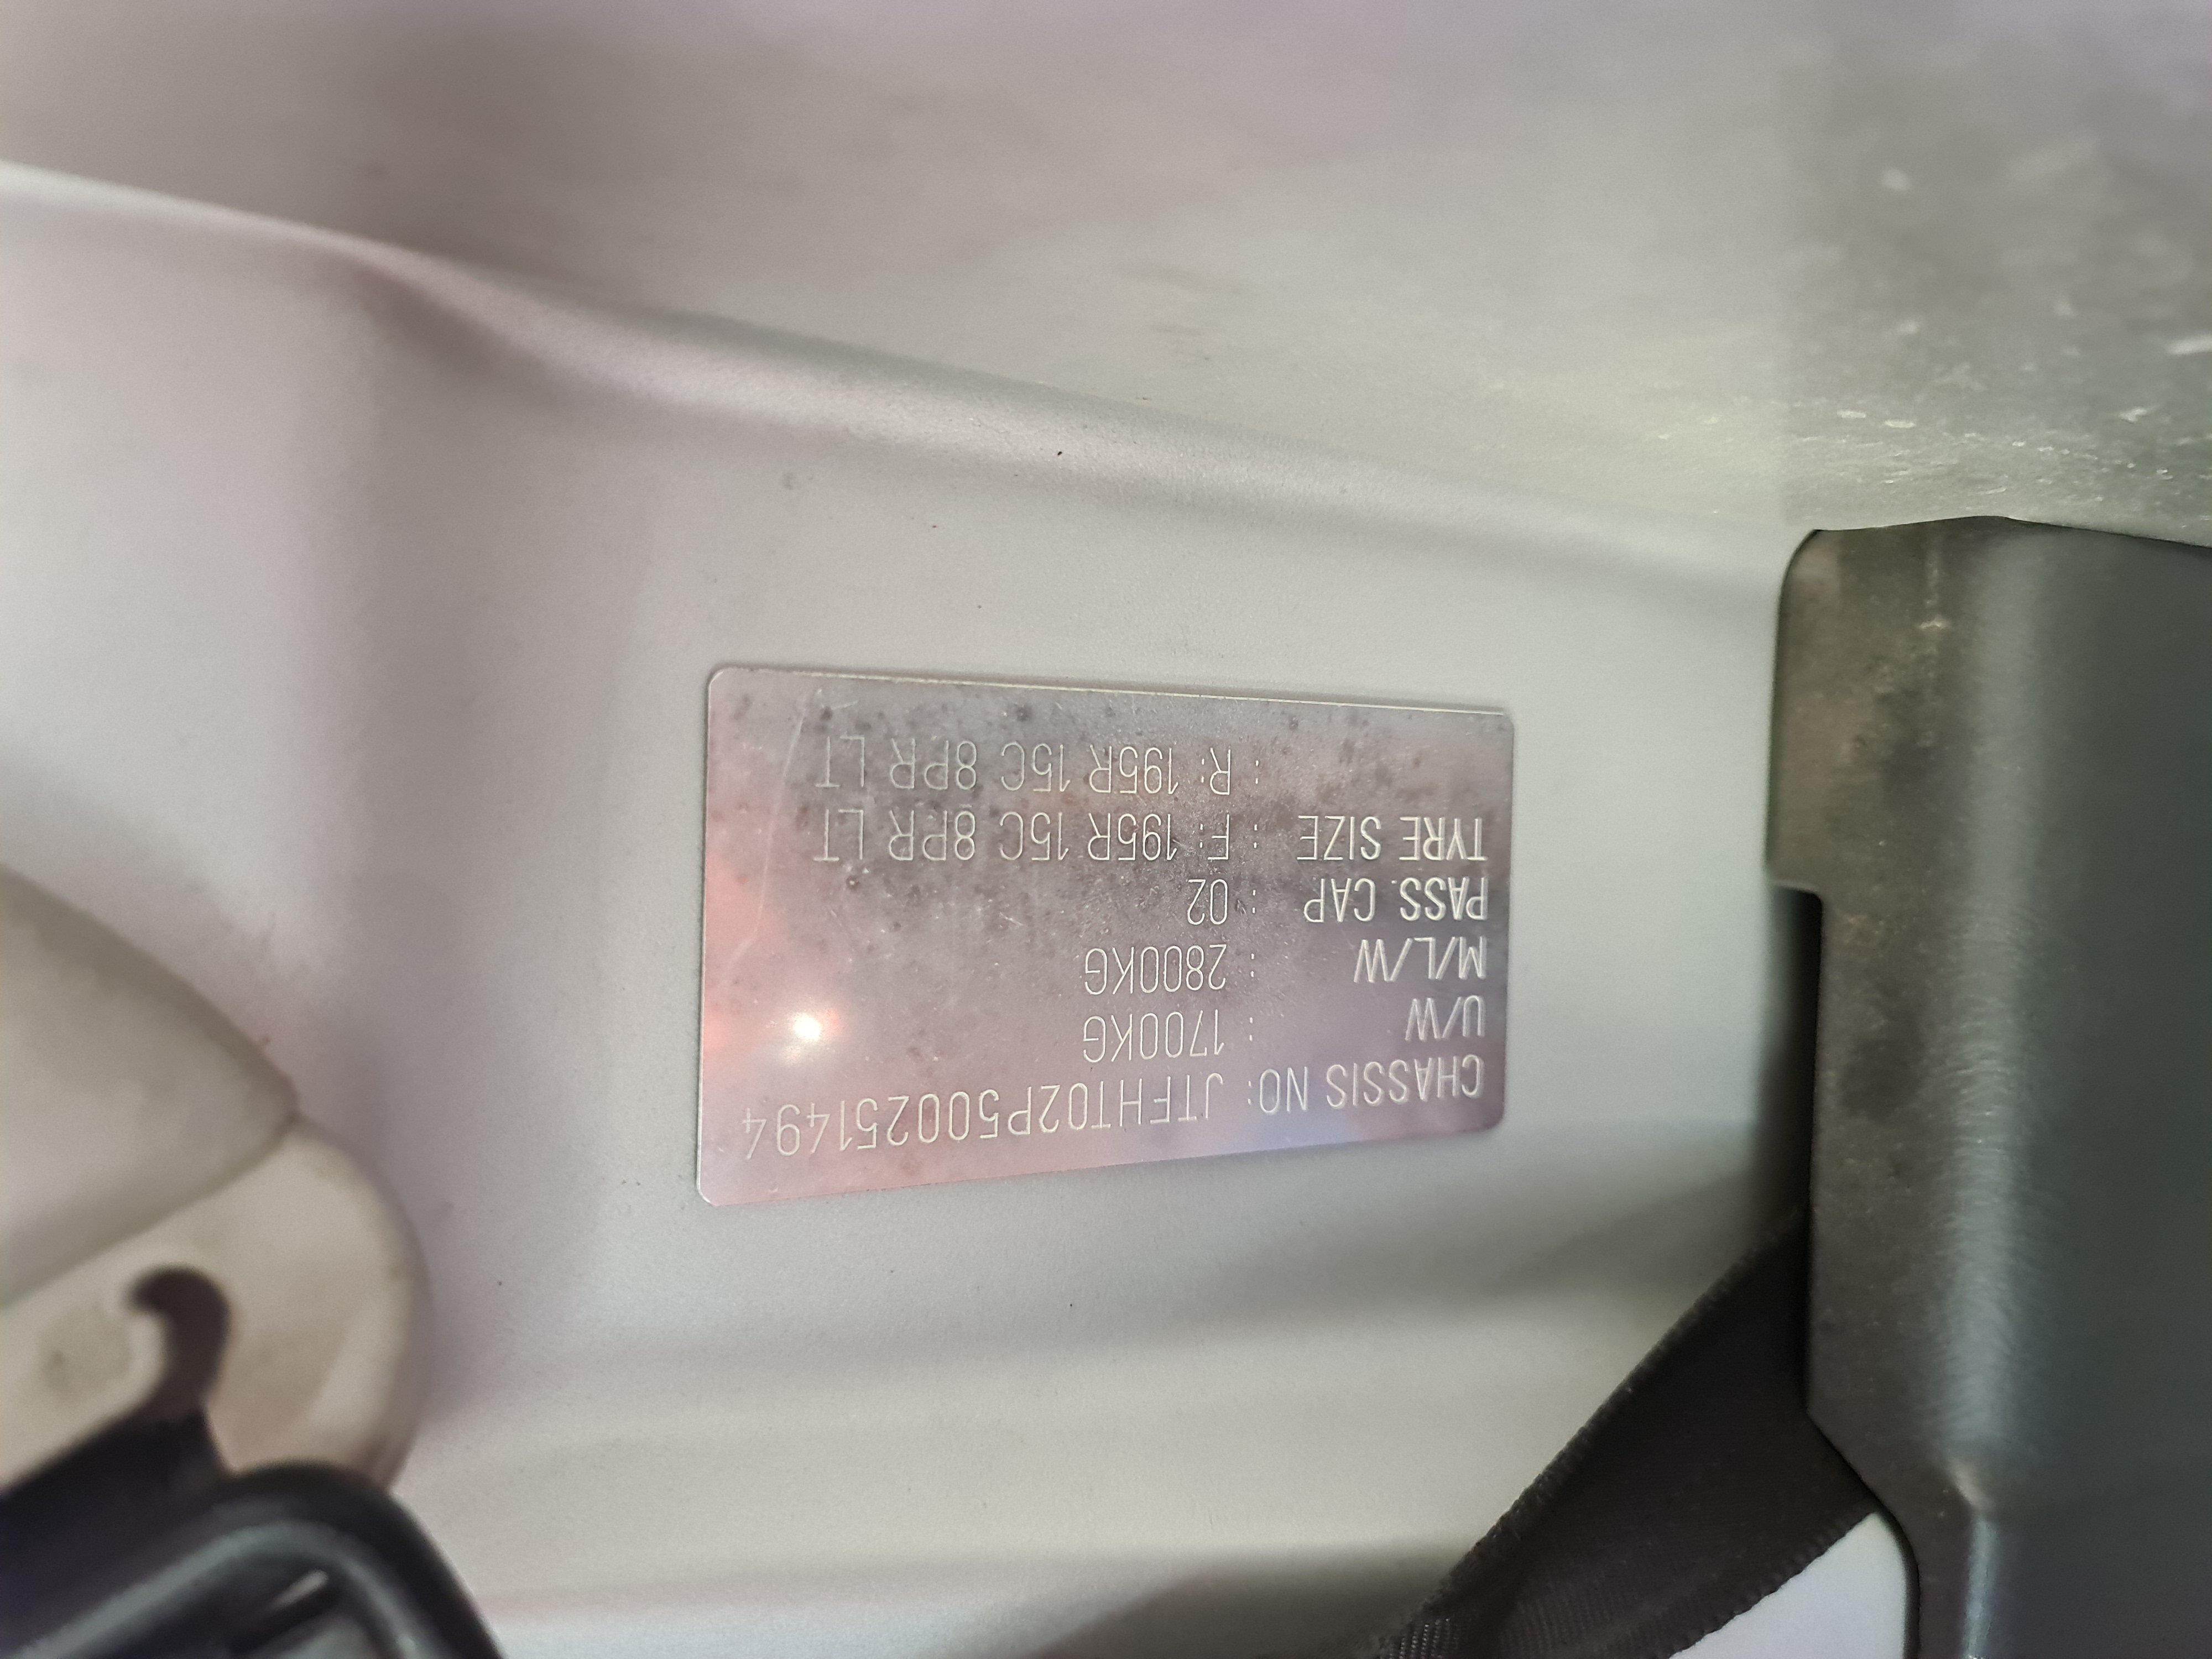 CHASSIS NO: JTFHT02P500251494
U/W : 1700KG
M/L/W : 2800KG
PASS. CAP : 02
TYRE SIZE : F: 195R 15C 8PR LT
: R: 195R 15C 8PR LT